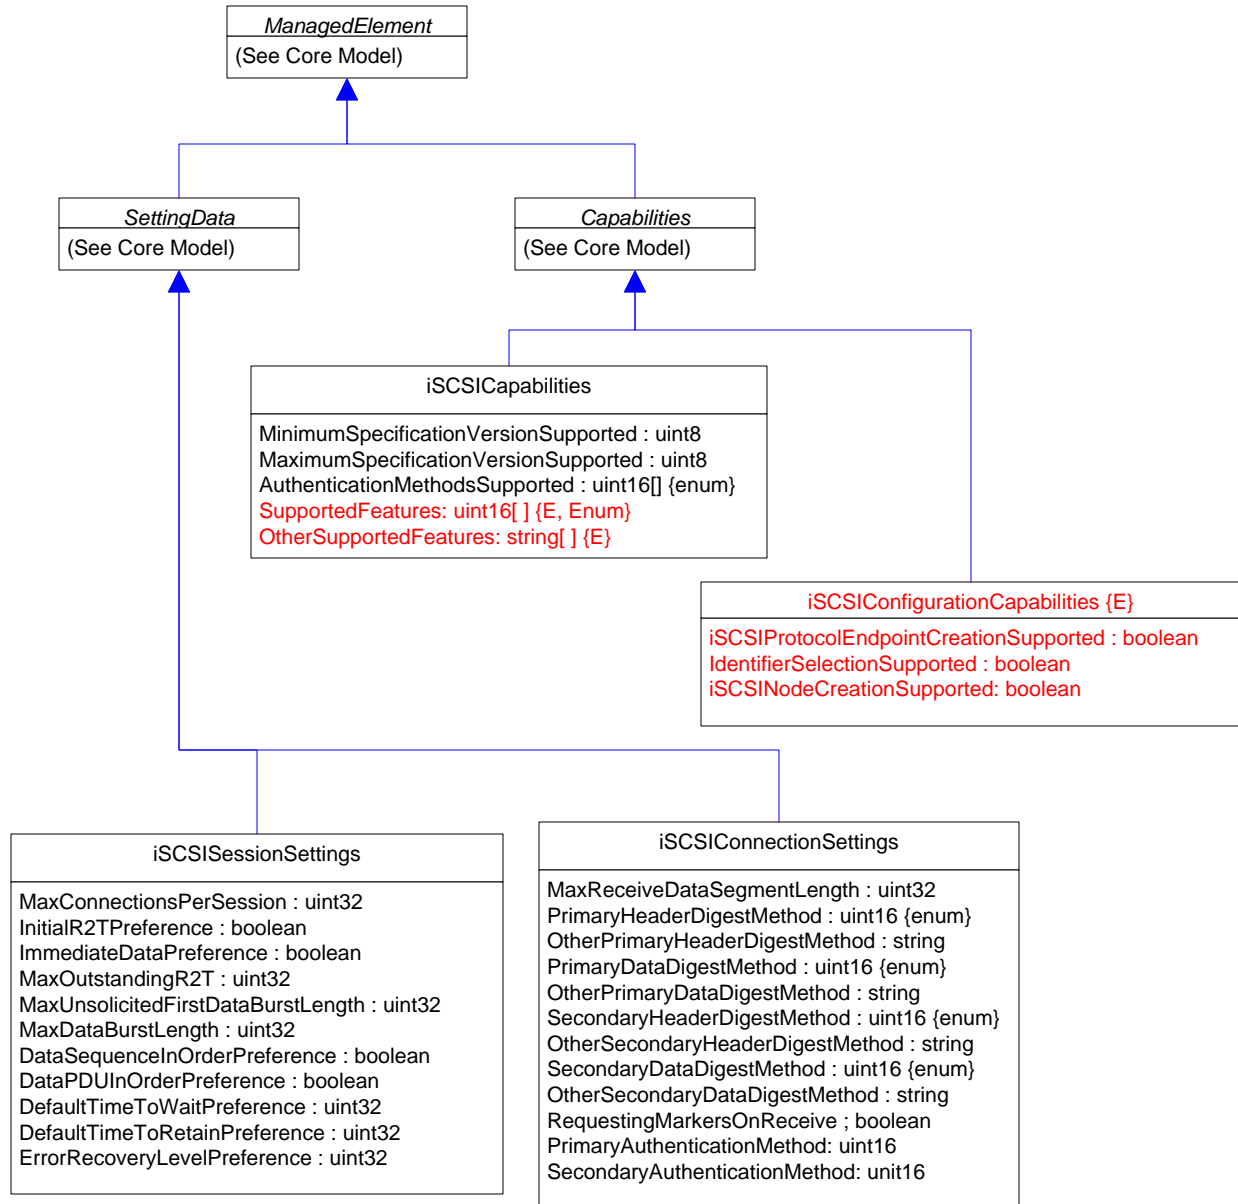 ManagedElement
(See Core Model)
SettingData
(See Core Model)
Capabilities
(See Core Model)
iSCSICapabilities
MinimumSpecificationVersionSupported : uint8
MaximumSpecificationVersionSupported : uint8
AuthenticationMethodsSupported : uint16[] {enum}
SupportedFeatures: uint16[ ] {E, Enum}
OtherSupportedFeatures: string[ ] {E}
iSCSIConfigurationCapabilities {E}
iSCSIProtocolEndpointCreationSupported : boolean
IdentifierSelectionSupported : boolean
iSCSINodeCreationSupported: boolean
iSCSISessionSettings
MaxConnectionsPerSession : uint32
InitialR2TPreference : boolean
ImmediateDataPreference : boolean
MaxOutstandingR2T : uint32
MaxUnsolicitedFirstDataBurstLength : uint32
MaxDataBurstLength : uint32
DataSequenceInOrderPreference : boolean
DataPDUInOrderPreference : boolean
DefaultTimeToWaitPreference : uint32
DefaultTimeToRetainPreference : uint32
ErrorRecoveryLevelPreference : uint32
iSCSIConnectionSettings
MaxReceiveDataSegmentLength : uint32
PrimaryHeaderDigestMethod : uint16 {enum}
OtherPrimaryHeaderDigestMethod : string
PrimaryDataDigestMethod : uint16 {enum}
OtherPrimaryDataDigestMethod : string
SecondaryHeaderDigestMethod : uint16 {enum}
OtherSecondaryHeaderDigestMethod : string
SecondaryDataDigestMethod : uint16 {enum}
OtherSecondaryDataDigestMethod : string
RequestingMarkersOnReceive ; boolean
PrimaryAuthenticationMethod: uint16
SecondaryAuthenticationMethod: unit16